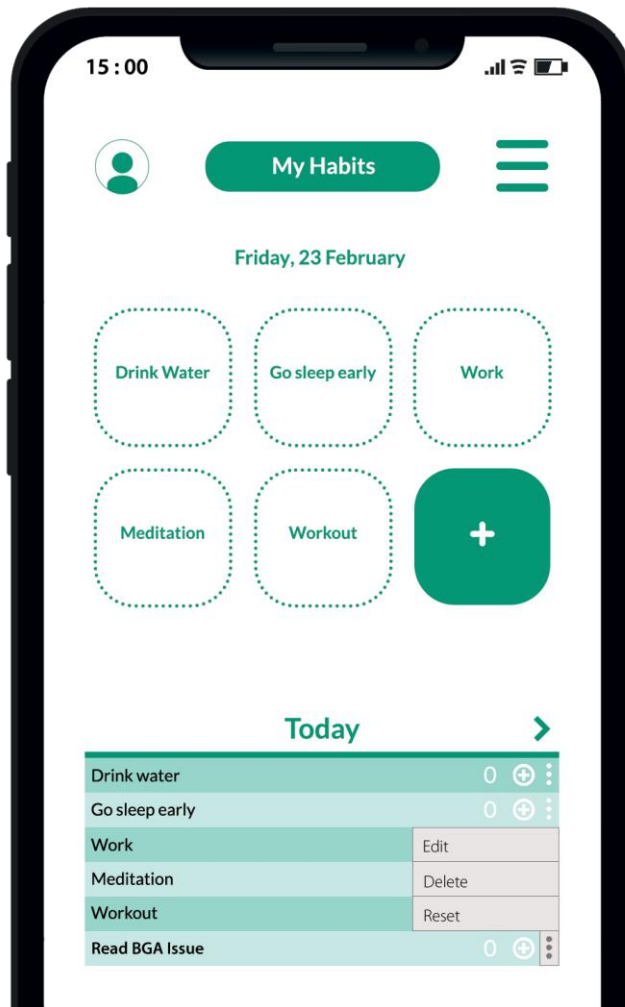 15 : 00
My Habits
Friday, 23 February
Drink Water
Go sleep early
Work
Meditation
Workout
+
Today
Drink water 0
Go sleep early 0
Work Edit
Meditation Delete
Workout Reset
Read BGA Issue 0